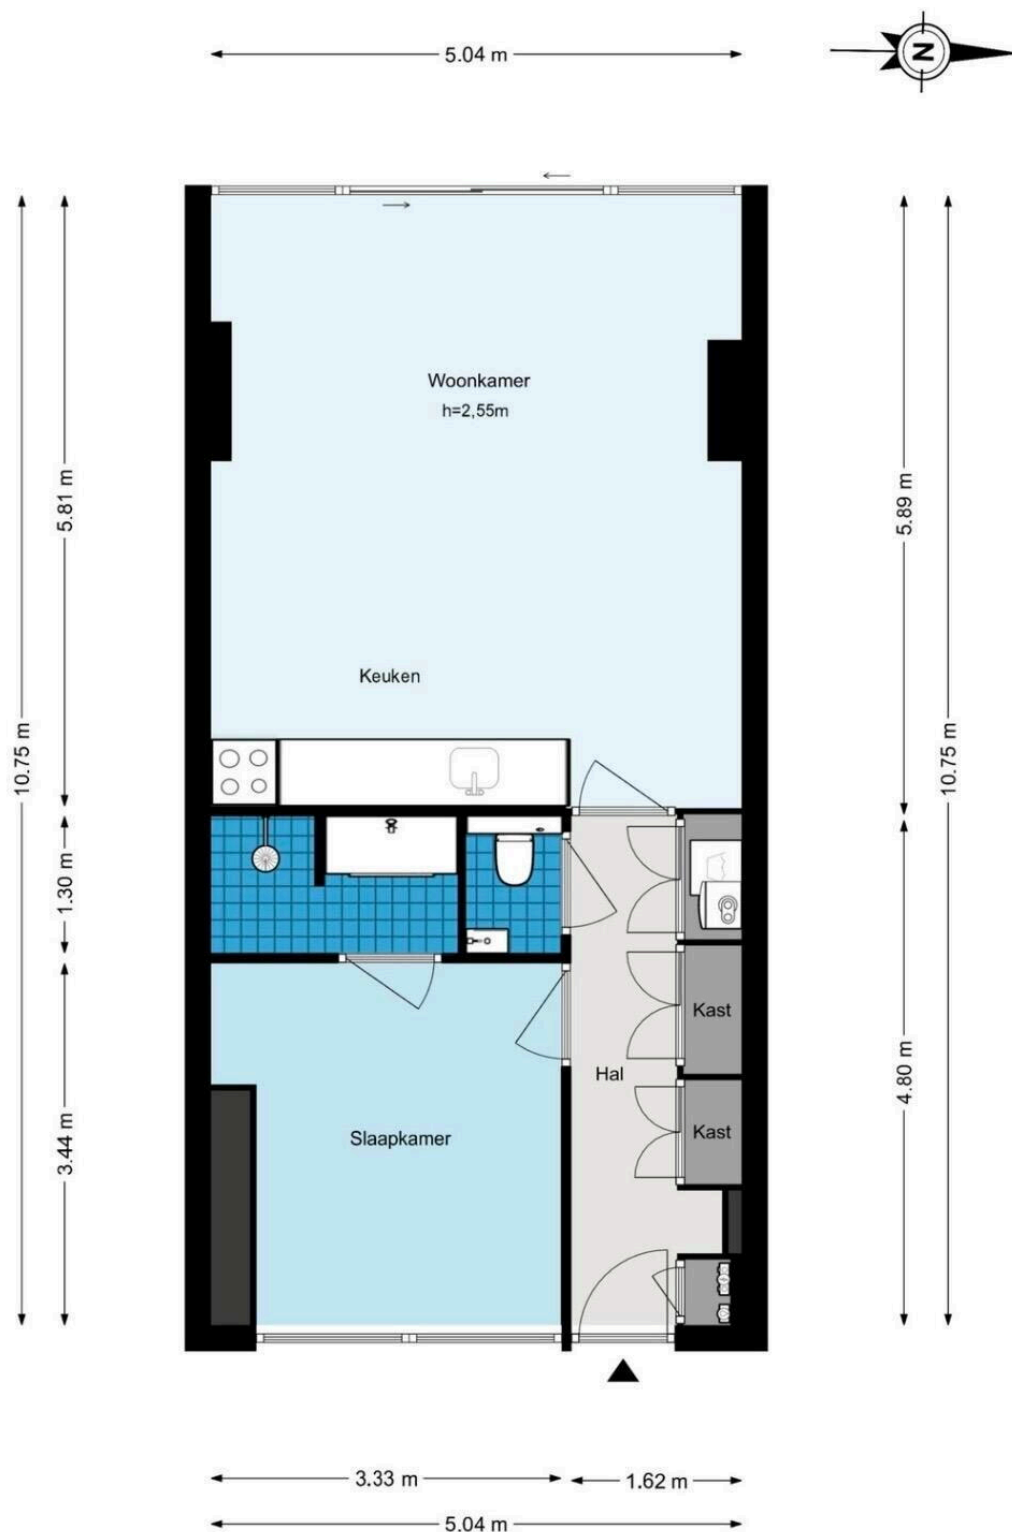 5.04 m
N
Woonkamer
h=2,55m
5.81 m
5.89 m
Keuken
10.75 m
10.75 m
1.30 m
Kast
4.80 m
Hal
Kast
3.44 m
Slaapkamer
3.33 m
1.62 m
5.04 m